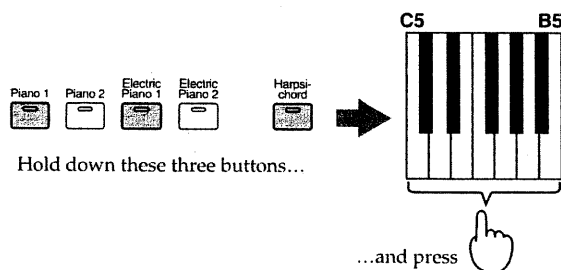 C5 B5
Piano 1 Piano 2 Electric Piano 1 Electric Piano 2 Harpsi-
chord
Hold down these three buttons...
...and press